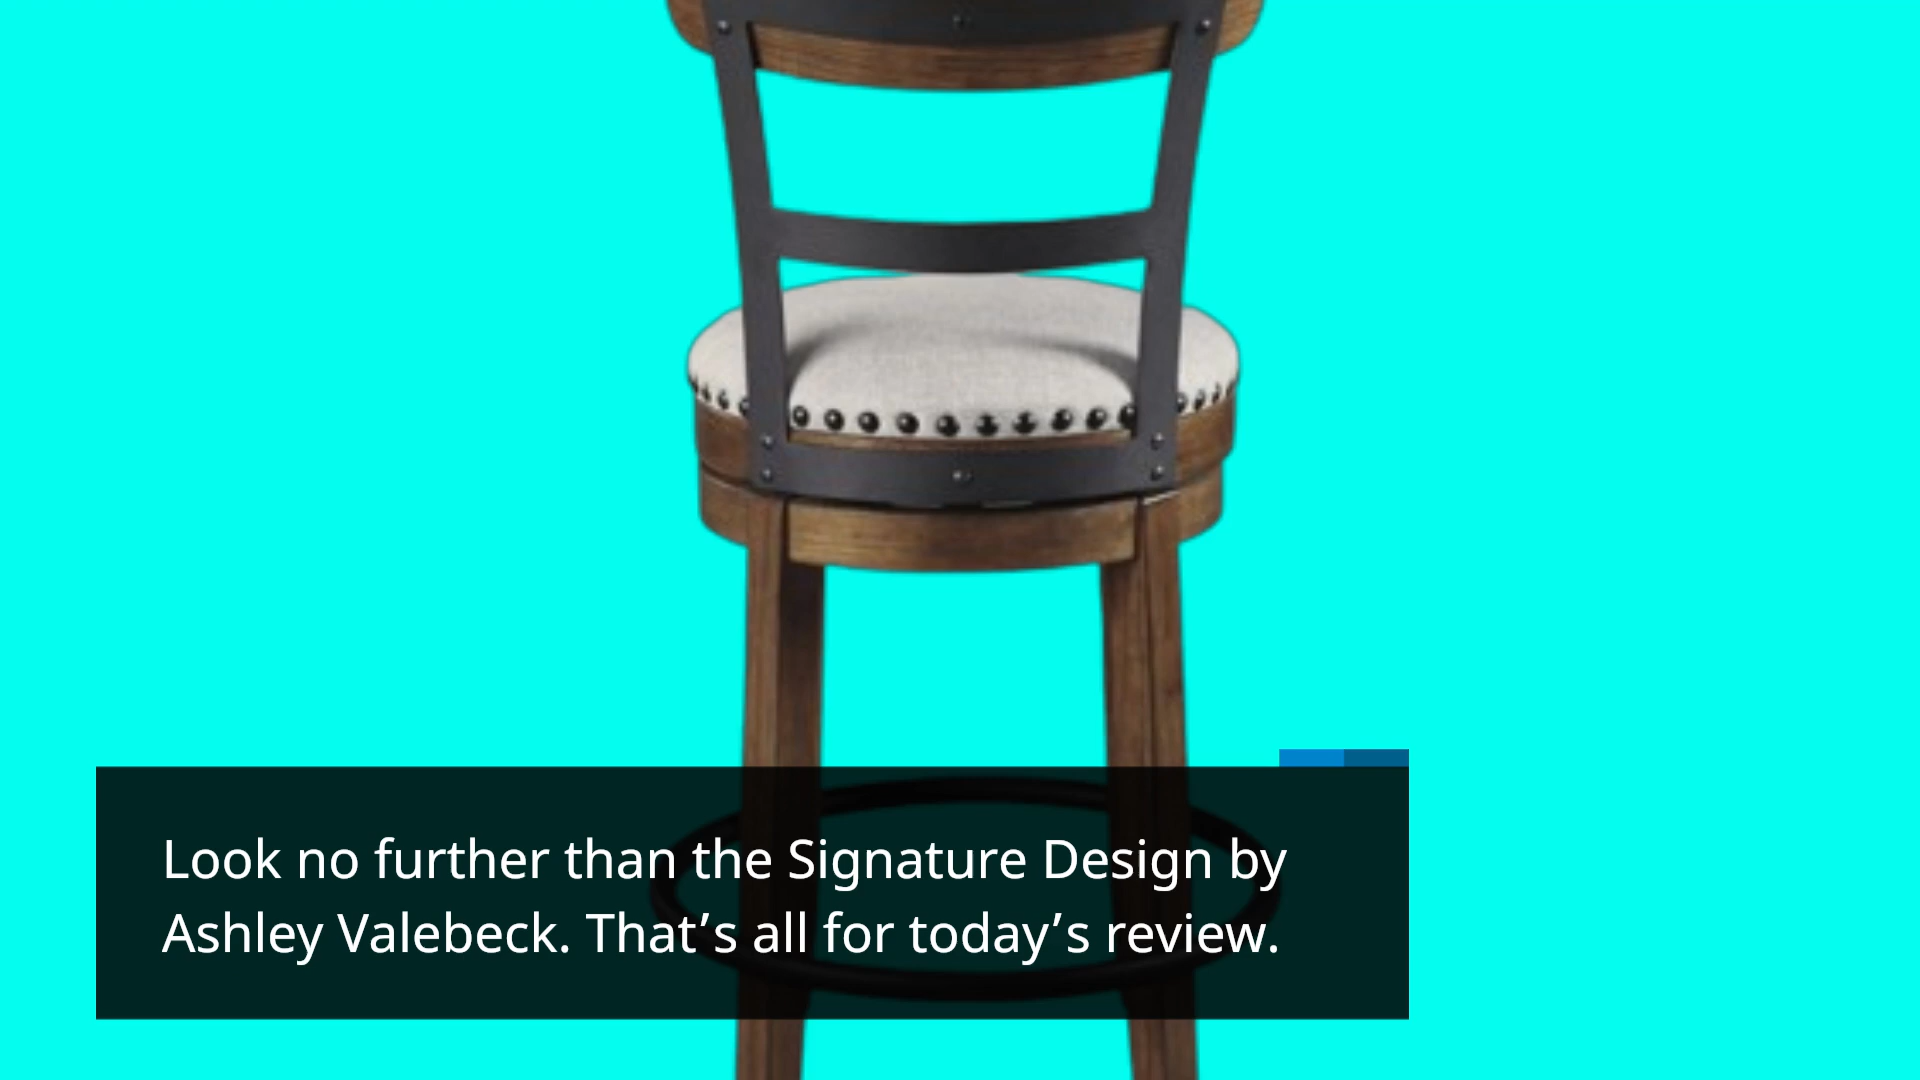 Look no further than the Signature Design by
Ashley Valebeck. That’s all for today’s review.